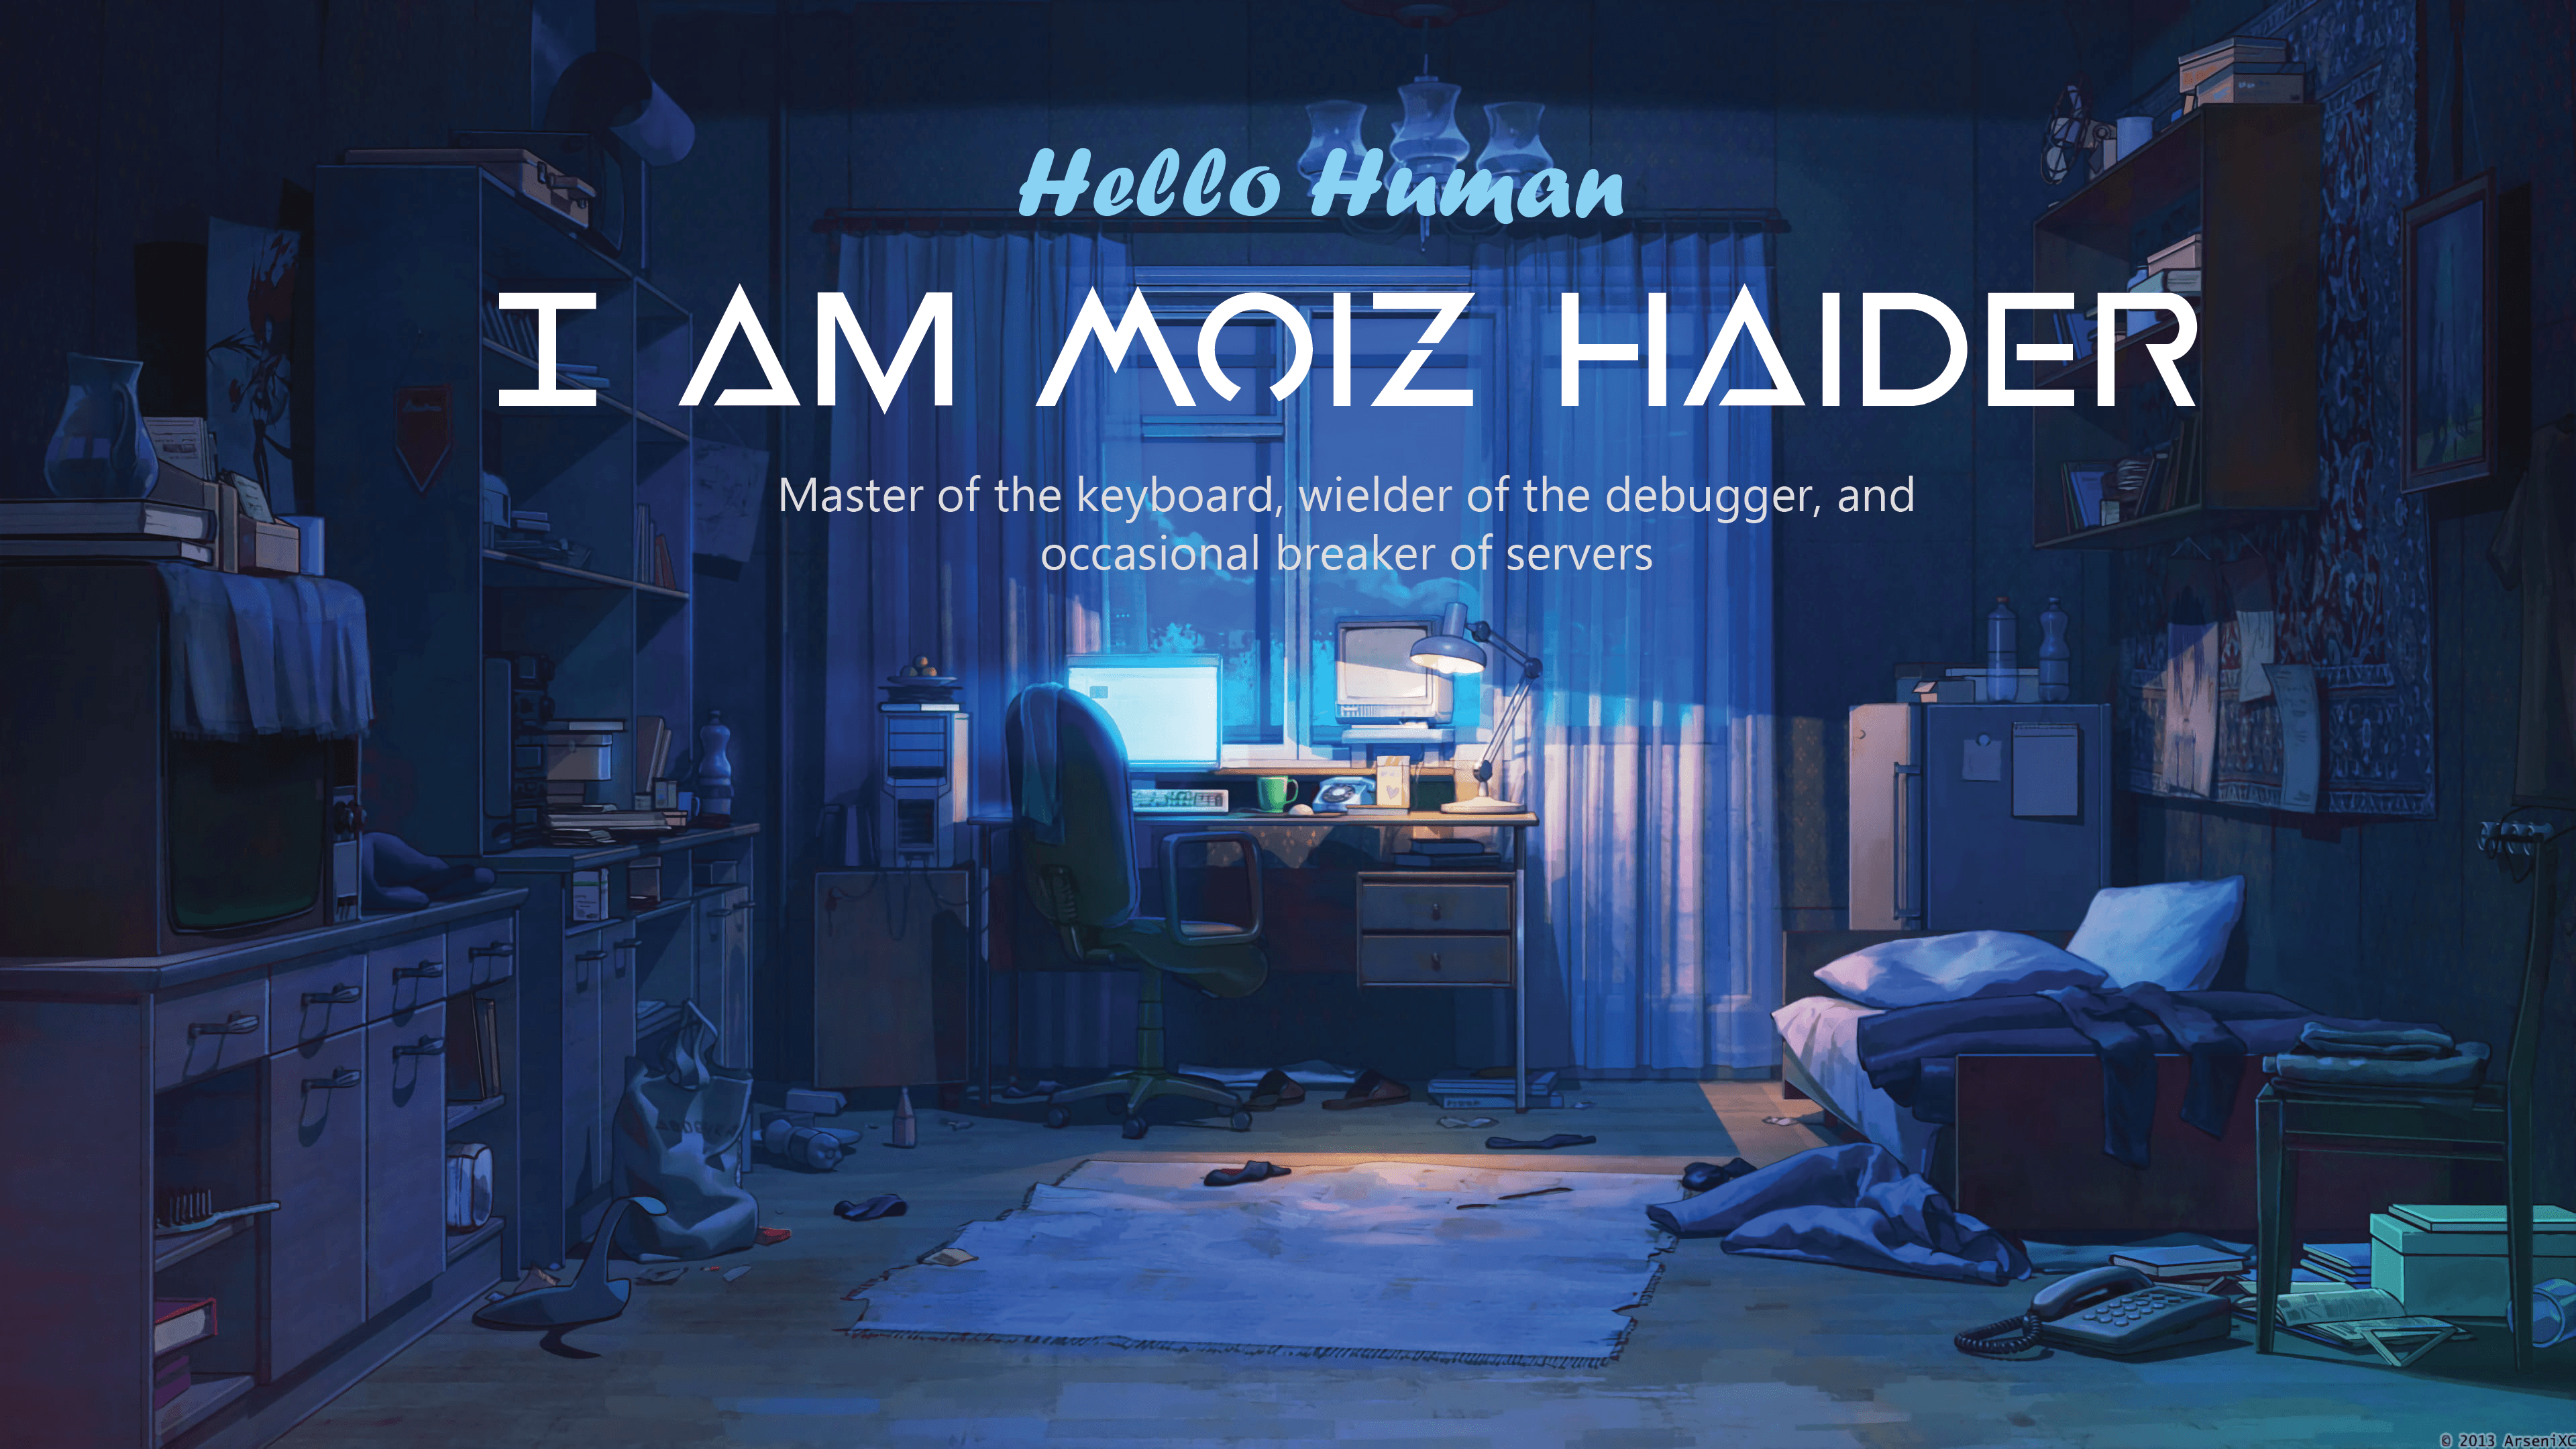 Hello Human
I AM MOIZ HAIDER
Master of the keyboard, wielder of the debugger, and
occasional breaker of servers
© 2013 ArseniXC